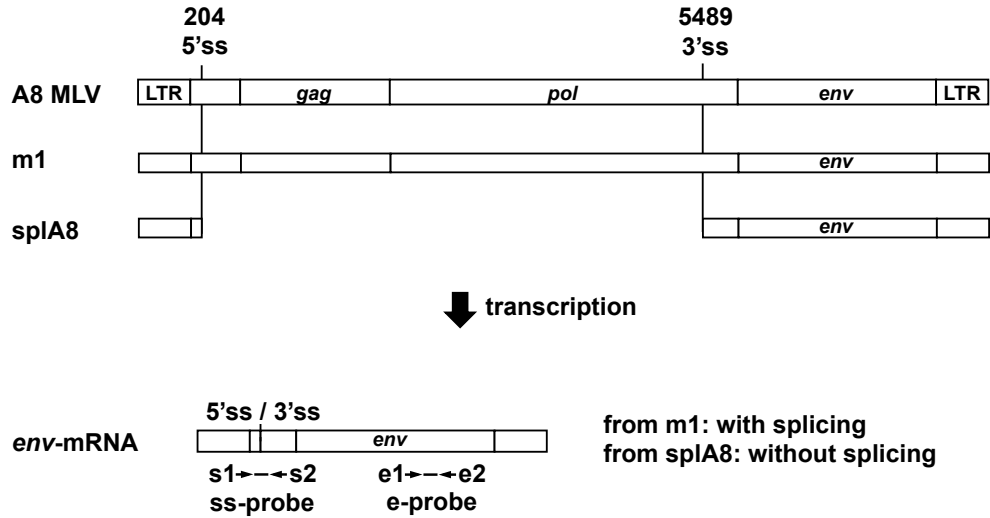 204 5489
5'ss 3'ss
A8 MLV LTR gag pol env LTR
m1 env
splA8 env
transcription
5'ss / 3'ss
env-mRNA env
s1 s2 e1 e2
ss-probe e-probe
from m1: with splicing
from splA8: without splicing